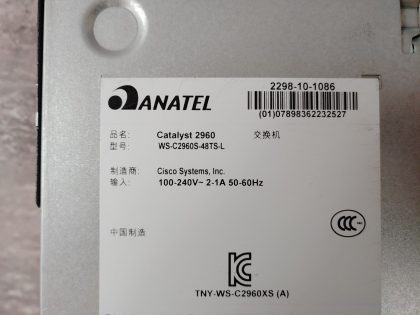 ANATEL
2298-10-1086
(01)07898362232527
品名: Catalyst 2960 交换机
型号: WS-C2960S-48TS-L
制造商: Cisco Systems, Inc.
输入: 100-240V~ 2-1A 50-60Hz
中国制造
CCC
TNY-WS-C2960XS (A)